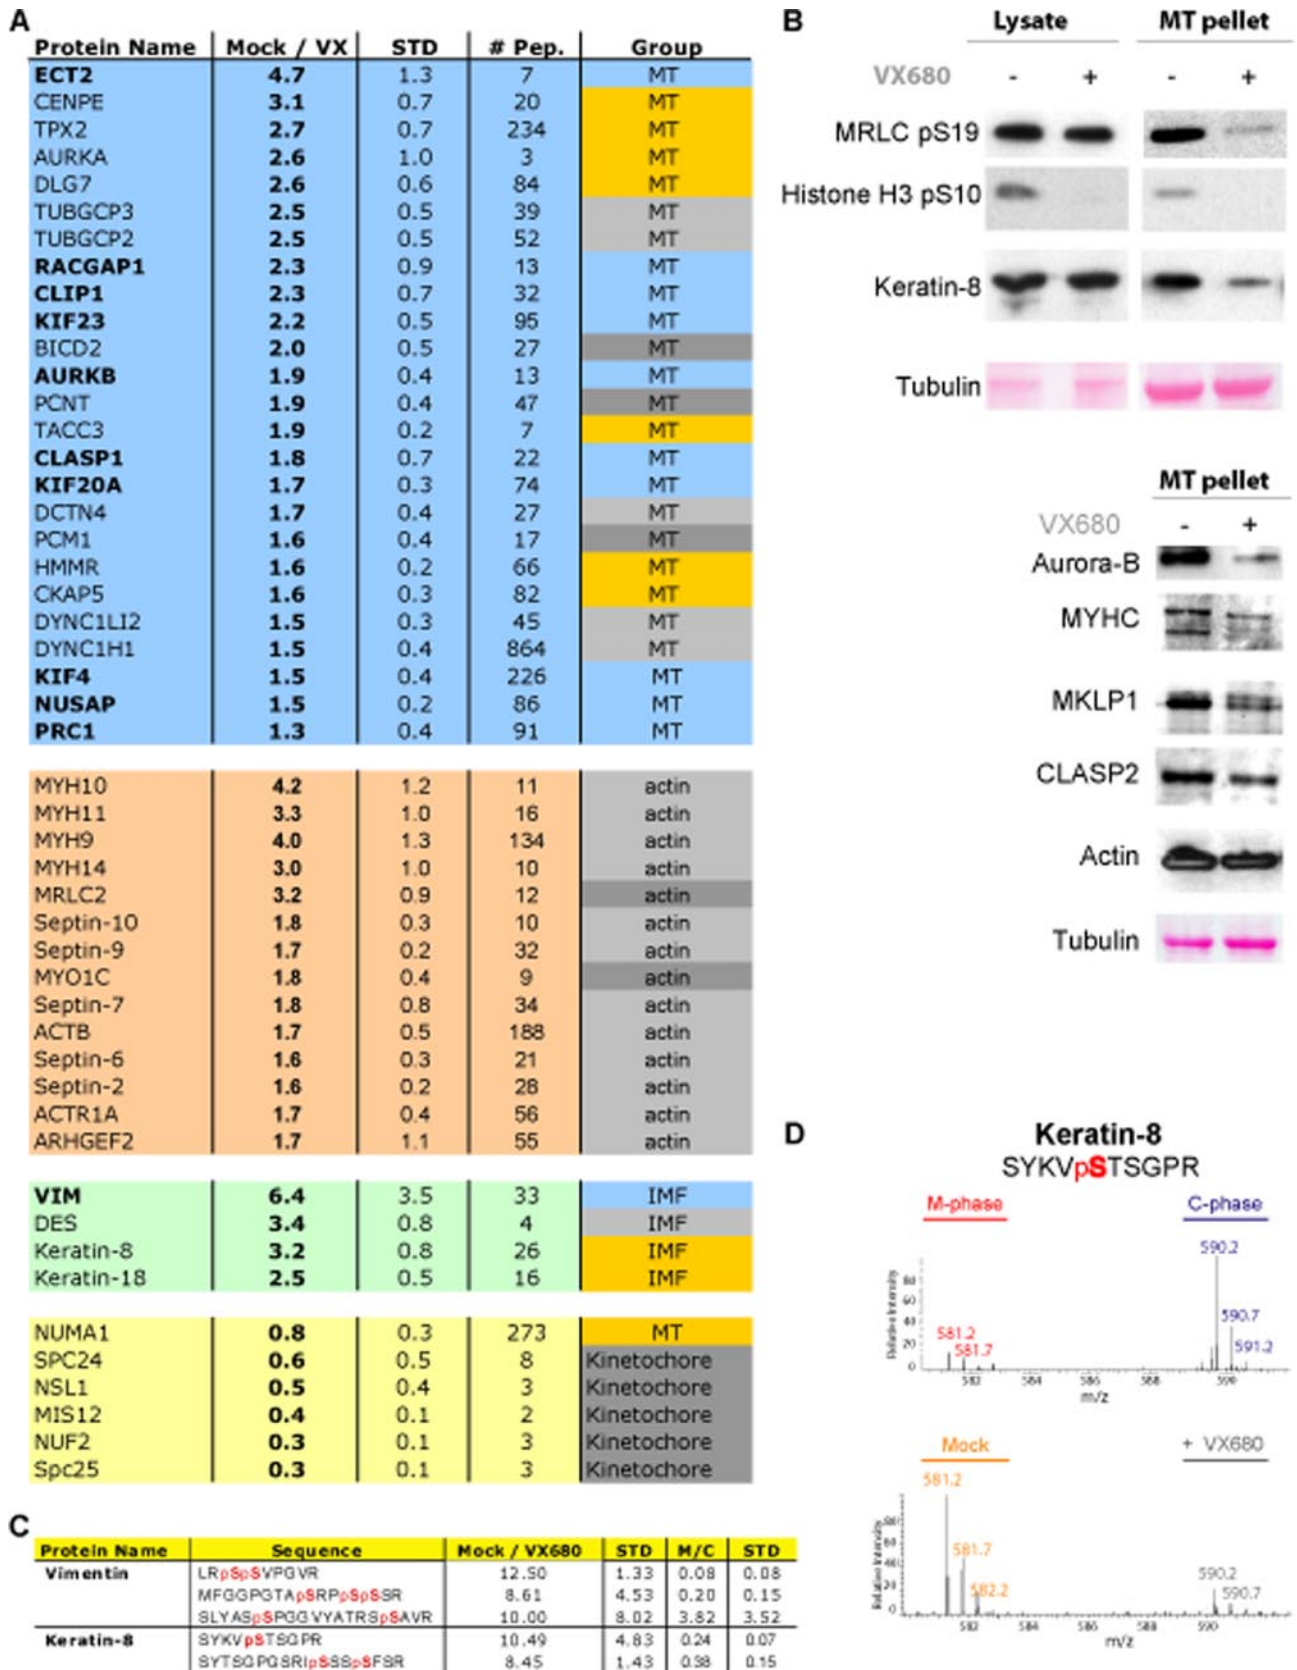 A
Protein Name Mock / VX STD # Pep. Group
ECT2 4.7 1.3 7 MT
CENPE 3.1 0.7 20 MT
TPX2 2.7 0.7 234 MT
AURKA 2.6 1.0 3 MT
DLG7 2.6 0.6 84 MT
TUBGCP3 2.5 0.5 39 MT
TUBGCP2 2.5 0.5 52 MT
RACGAP1 2.3 0.9 13 MT
CLIP1 2.3 0.7 32 MT
KIF23 2.2 0.5 95 MT
BICD2 2.0 0.5 27 MT
AURKB 1.9 0.4 13 MT
PCNT 1.9 0.4 47 MT
TACC3 1.9 0.2 7 MT
CLASP1 1.8 0.7 22 MT
KIF20A 1.7 0.3 74 MT
DCTN4 1.7 0.4 27 MT
PCM1 1.6 0.4 17 MT
HMMR 1.6 0.2 66 MT
CKAP5 1.6 0.3 82 MT
DYNC1LI2 1.5 0.3 45 MT
DYNC1H1 1.5 0.4 864 MT
KIF4 1.5 0.4 226 MT
NUSAP 1.5 0.2 86 MT
PRC1 1.3 0.4 91 MT
MYH10 4.2 1.2 11 actin
MYH11 3.3 1.0 16 actin
MYH9 4.0 1.3 134 actin
MYH14 3.0 1.0 10 actin
MRLC2 3.2 0.9 12 actin
Septin-10 1.8 0.3 10 actin
Septin-9 1.7 0.2 32 actin
MYO1C 1.8 0.4 9 actin
Septin-7 1.8 0.8 34 actin
ACTB 1.7 0.5 188 actin
Septin-6 1.6 0.3 21 actin
Septin-2 1.6 0.2 28 actin
ACTR1A 1.7 0.4 56 actin
ARHGEF2 1.7 1.1 55 actin
VIM 6.4 3.5 33 IMF
DES 3.4 0.8 4 IMF
Keratin-8 3.2 0.8 26 IMF
Keratin-18 2.5 0.5 16 IMF
NUMA1 0.8 0.3 273 MT
SPC24 0.6 0.5 8 Kinetochore
NSL1 0.5 0.4 3 Kinetochore
MIS12 0.4 0.1 2 Kinetochore
NUF2 0.3 0.1 3 Kinetochore
Spc25 0.3 0.1 3 Kinetochore
B
Lysate MT pellet
VX680 - + - +
MRLC pS19
Histone H3 pS10
Keratin-8
Tubulin
MT pellet
VX680 - +
Aurora-B
MYHC
MKLP1
CLASP2
Actin
Tubulin
C
Protein Name Sequence Mock / VX680 STD M/C STD
Vimentin LRpSpSVPGVR 12.50 1.33 0.08 0.08
MFGGPGTApSRPpSpSSR 8.61 4.53 0.20 0.15
SLYASpSPGGVYATRSpSAVR 10.00 8.02 3.82 3.52
Keratin-8 SYKVpSTSGPR 10.49 4.83 0.24 0.07
SYTSGPGSRIpSSSpSFSR 8.45 1.43 0.38 0.15
D
Keratin-8
SYKVpSTSGPR
M-phase C-phase
590.2
590.7
591.2
581.2
581.7
Relative Intensity
80
60
40
20
0
582 584 586 588 590
m/z
Mock + VX680
581.2
581.7
582.2
590.2
590.7
Relative Intensity
20
0
582 584 586 588 590
m/z